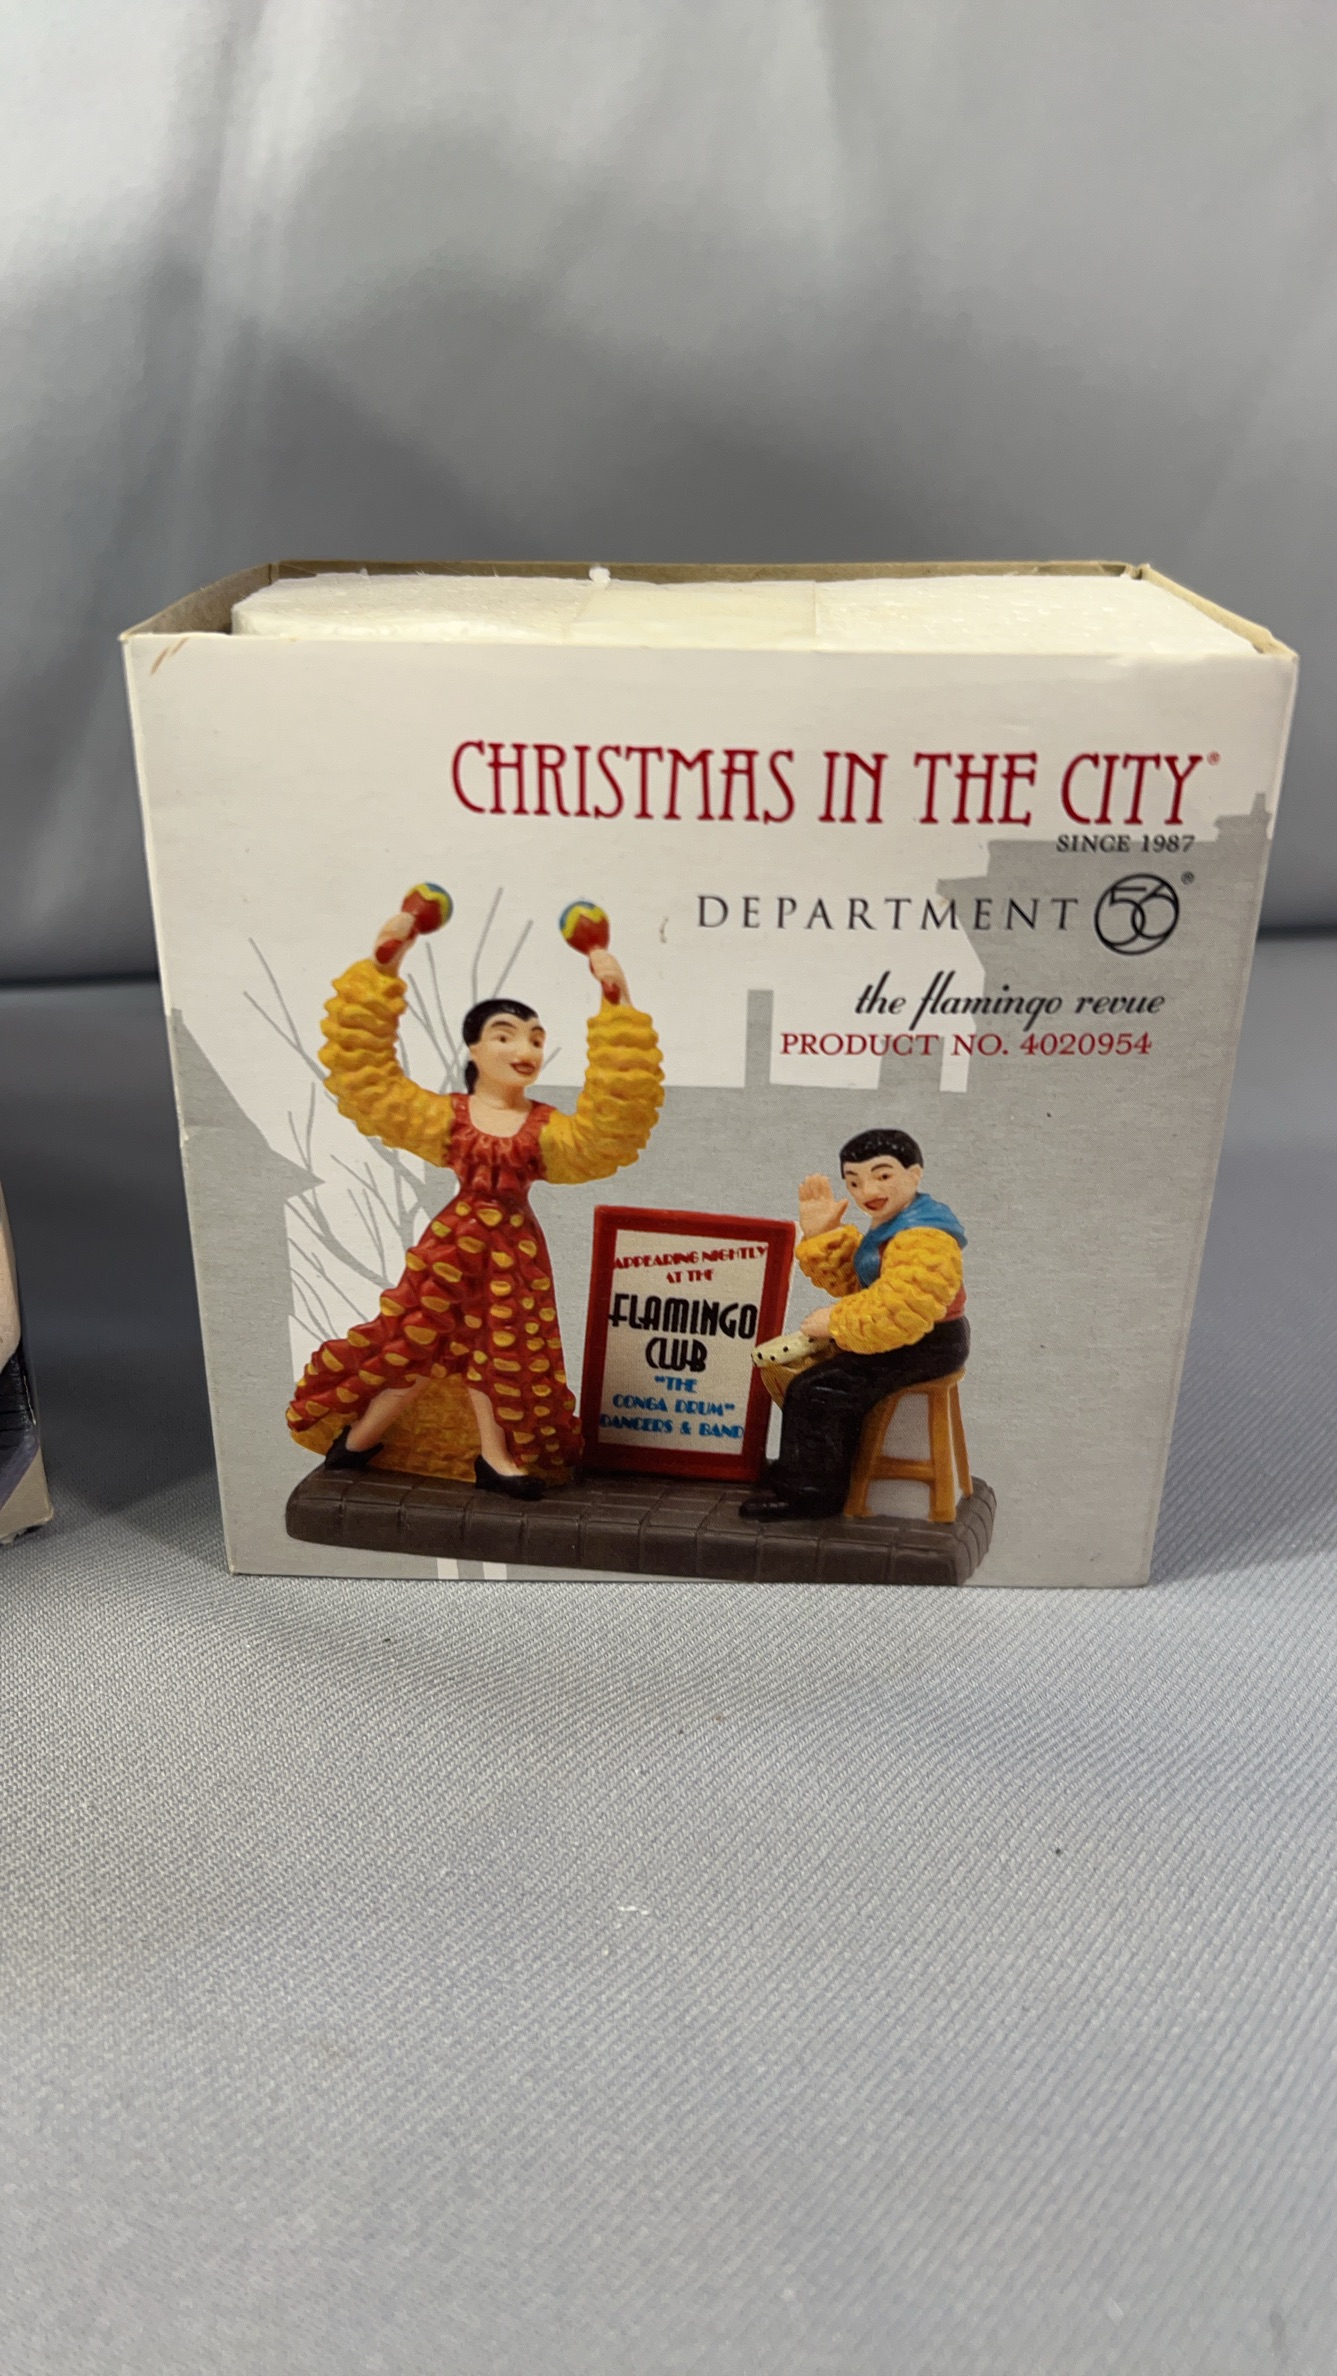 CHRISTMAS IN THE CITY®
SINCE 1987
DEPARTMENT 56®
the flamingo revue
PRODUCT NO. 4020954
APPEARING NIGHTLY
AT THE
FLAMINGO
CLUB
"THE
CONGA DRUM"
DANCERS & BAND